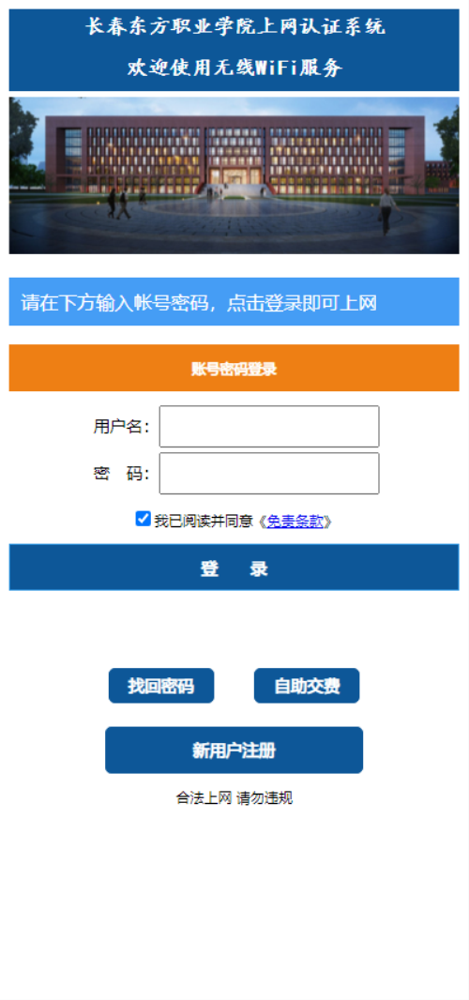 长春东方职业学院上网认证系统
欢迎使用无线WiFi服务
请在下方输入帐号密码，点击登录即可上网
账号密码登录
用户名：
密　码：
我已阅读并同意《免责条款》
登　　录
找回密码　自助交费
新用户注册
合法上网 请勿违规